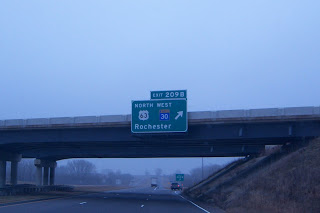 EXIT 209B
NORTH WEST
63 30
Rochester